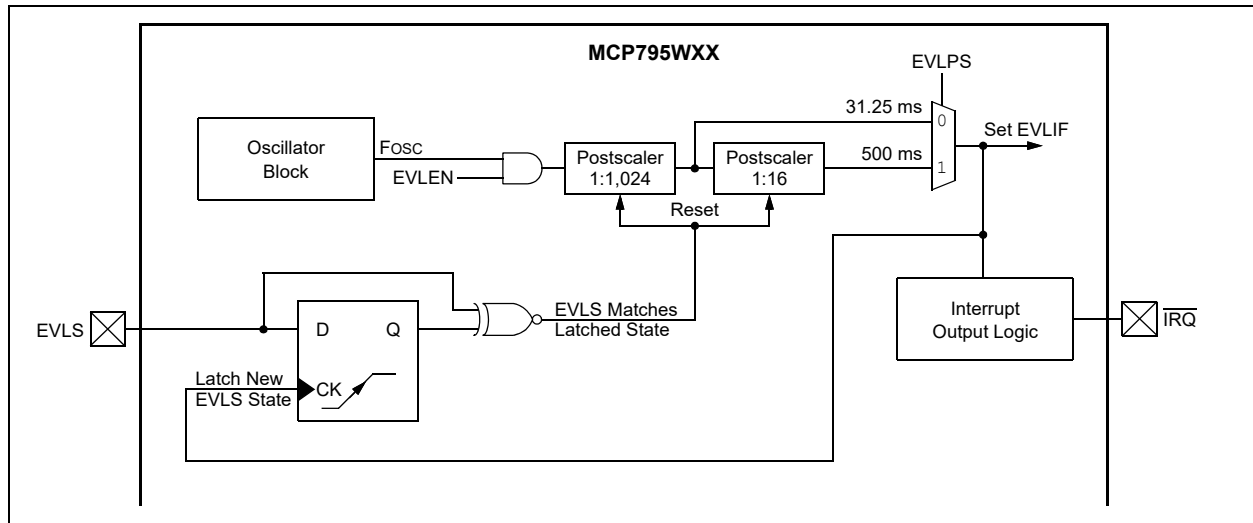 MCP795WXX
EVLPS
31.25 ms
0
Set EVLIF
Oscillator
Block
FOSC
EVLEN
Postscaler
1:1,024
Postscaler
1:16
500 ms
1
Reset
EVLS
D
Q
EVLS Matches
Latched State
Interrupt
Output Logic
IRQ
Latch New
EVLS State
CK